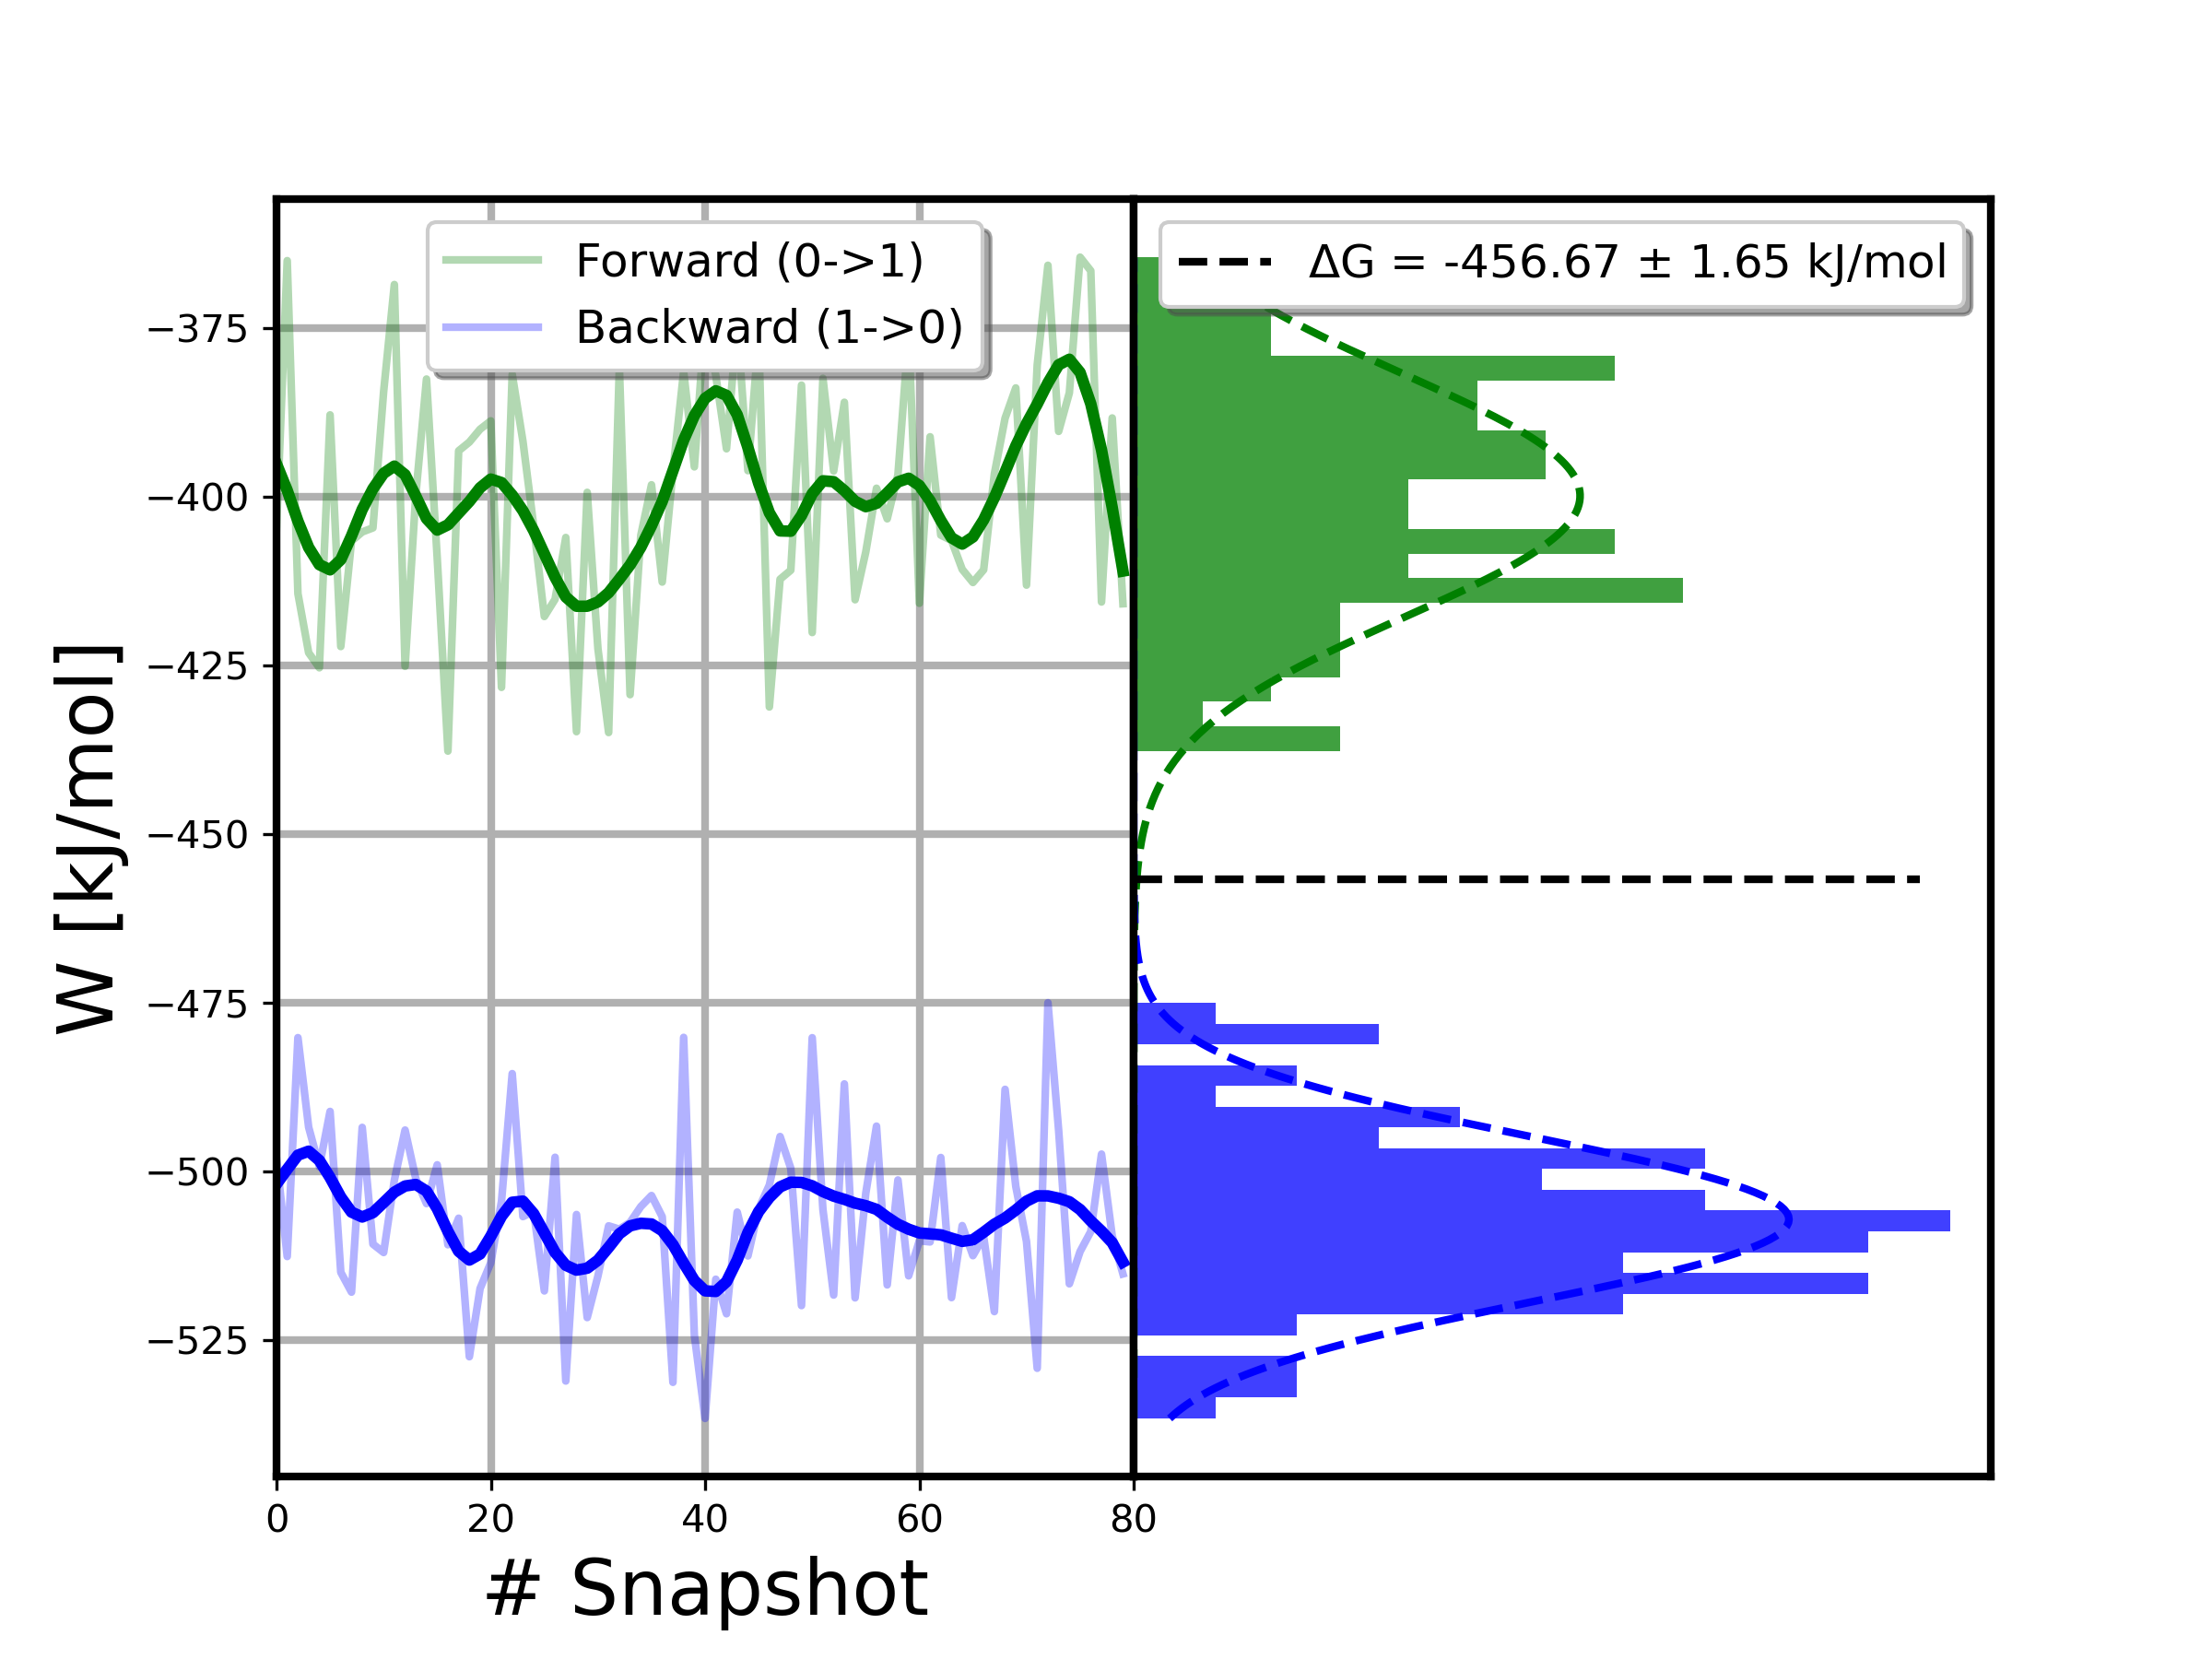 Forward (0->1)
Backward (1->0)
ΔG = -456.67 ± 1.65 kJ/mol
W [kJ/mol]
−375
−400
−425
−450
−475
−500
−525
0 20 40 60 80
# Snapshot